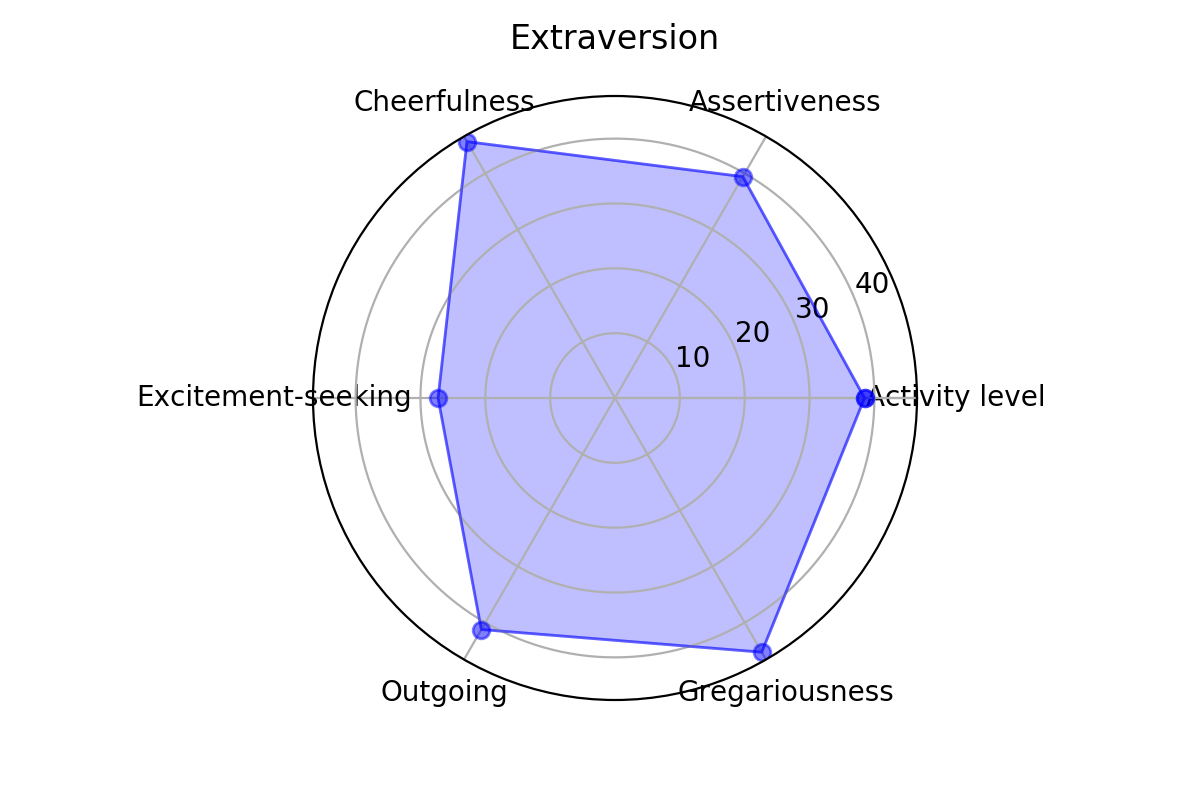 Extraversion
Cheerfulness
Assertiveness
40
30
20
10
Excitement-seeking
Activity level
Outgoing
Gregariousness